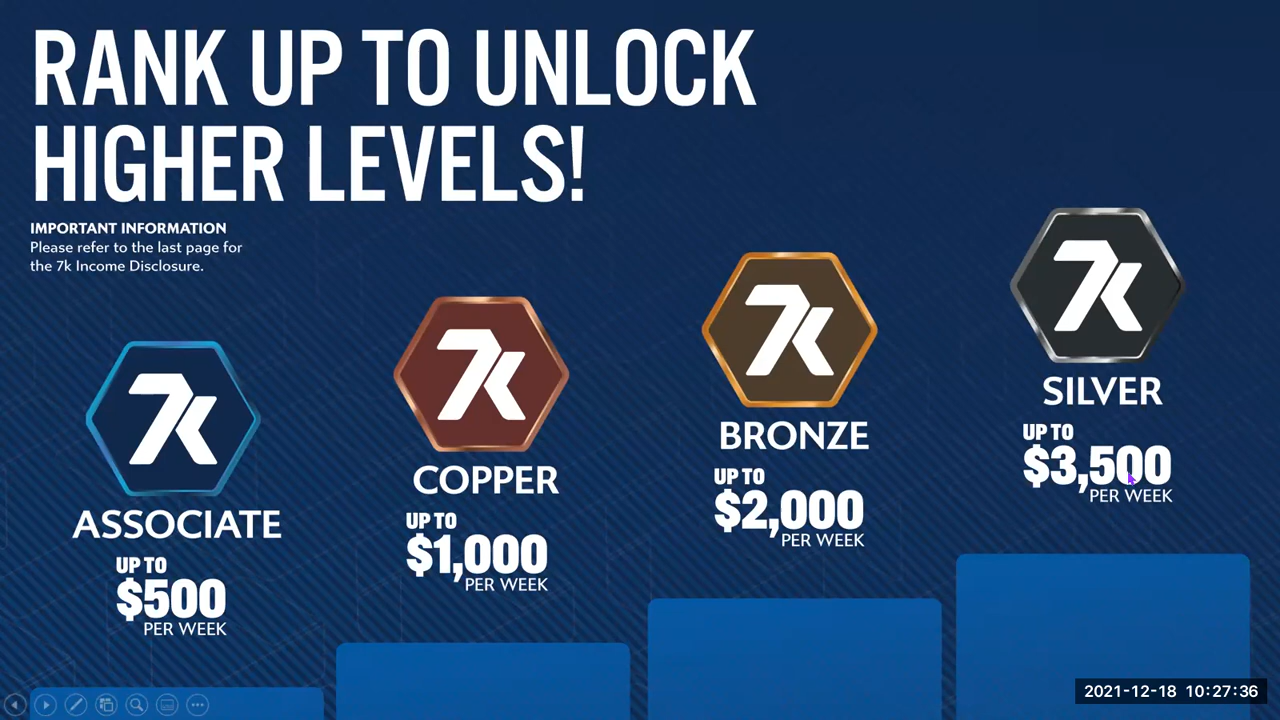 RANK UP TO UNLOCK
HIGHER LEVELS!
IMPORTANT INFORMATION
Please refer to the last page for
the 7k Income Disclosure.
7k
ASSOCIATE
UP TO
$500
PER WEEK
7k
COPPER
UP TO
$1,000
PER WEEK
7k
BRONZE
UP TO
$2,000
PER WEEK
7k
SILVER
UP TO
$3,500
PER WEEK
2021-12-18 10:27:36